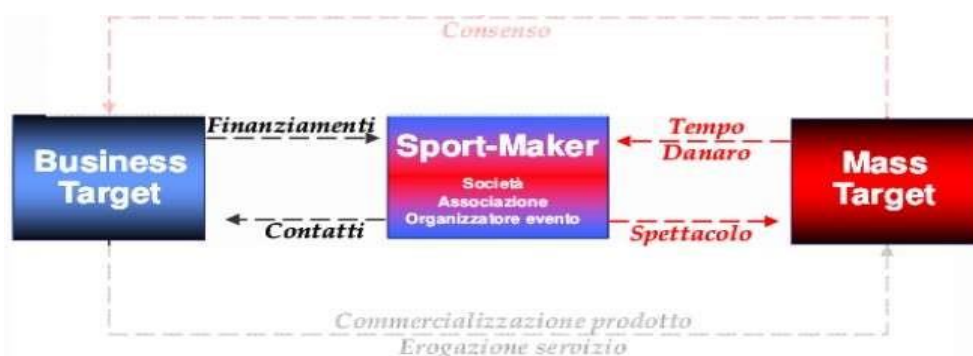 Consenso
Finanziamenti
Business
Target
Contatti
Sport-Maker
Società
Associazione
Organizzatore evento
Tempo
Danaro
Spettacolo
Mass
Target
Commercializzazione prodotto
Erogazione servizio